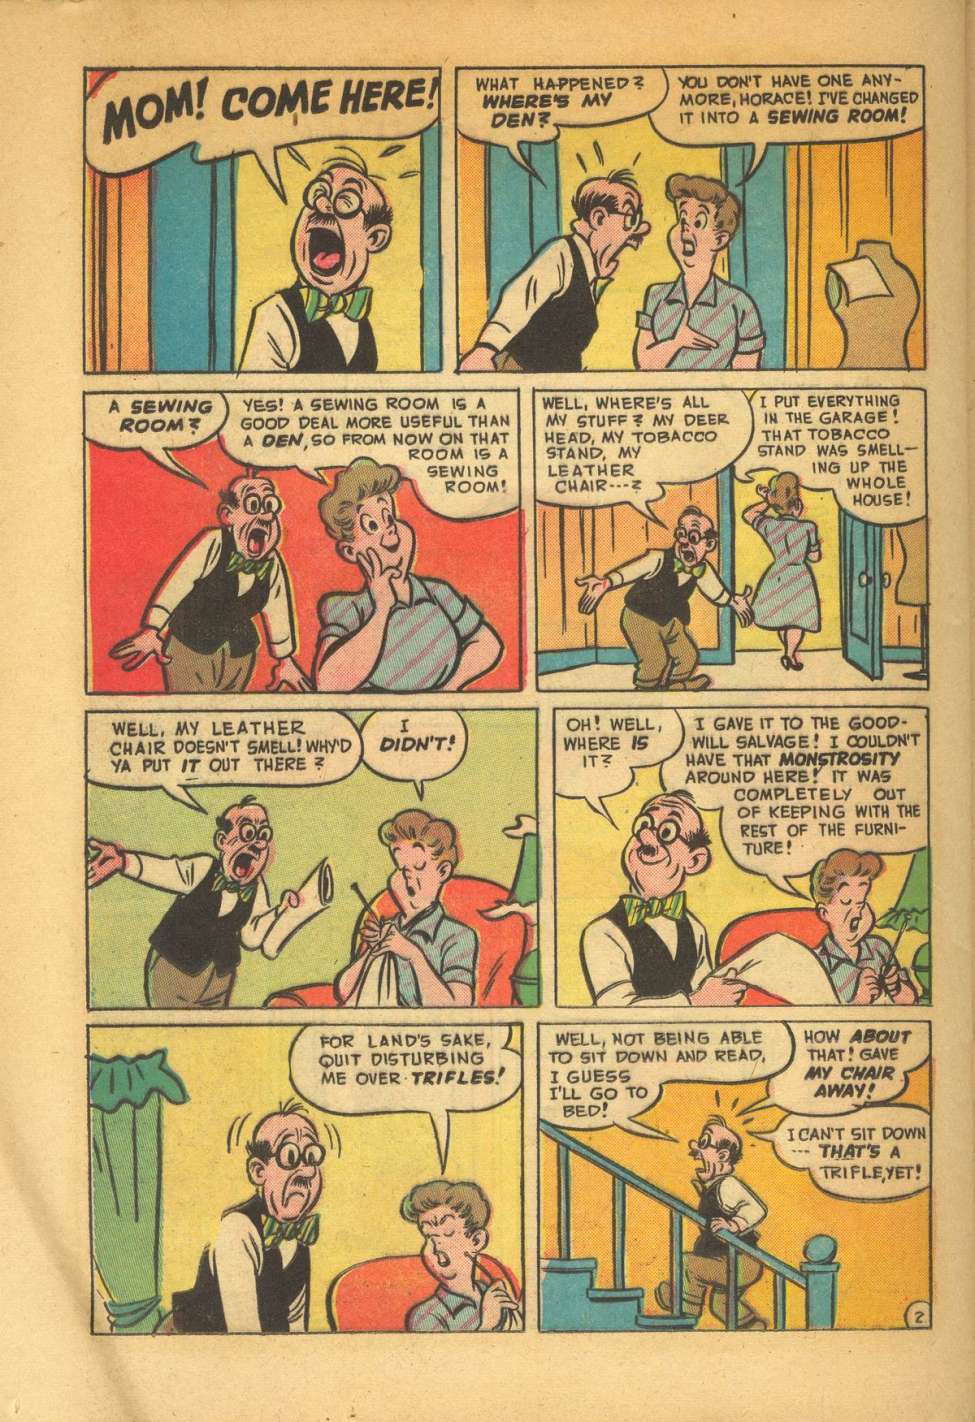 MOM! COME HERE!
WHAT HAPPENED?
WHERE'S MY
DEN?
YOU DON'T HAVE ONE ANY-
MORE, HORACE! I'VE CHANGED
IT INTO A SEWING ROOM!
A SEWING
ROOM?
YES! A SEWING ROOM IS A
GOOD DEAL MORE USEFUL THAN
A DEN, SO FROM NOW ON THAT
ROOM IS A
SEWING
ROOM!
WELL, WHERE'S ALL
MY STUFF? MY DEER
HEAD, MY TOBACCO
STAND, MY
LEATHER
CHAIR---?
I PUT EVERYTHING
IN THE GARAGE!
THAT TOBACCO
STAND WAS SMELL-
ING UP THE
WHOLE
HOUSE!
WELL, MY LEATHER
CHAIR DOESN'T SMELL! WHY'D
YA PUT IT OUT THERE?
I
DIDN'T!
OH! WELL,
WHERE IS
IT?
I GAVE IT TO THE GOOD-
WILL SALVAGE! I COULDN'T
HAVE THAT MONSTROSITY
AROUND HERE! IT WAS
COMPLETELY OUT
OF KEEPING WITH THE
REST OF THE FURNI-
TURE!
FOR LAND'S SAKE,
QUIT DISTURBING
ME OVER TRIFLES!
WELL, NOT BEING ABLE
TO SIT DOWN AND READ,
I GUESS
I'LL GO TO
BED!
HOW ABOUT
THAT! GAVE
MY CHAIR
AWAY!
I CAN'T SIT DOWN
--- THAT'S A
TRIFLE, YET!
2